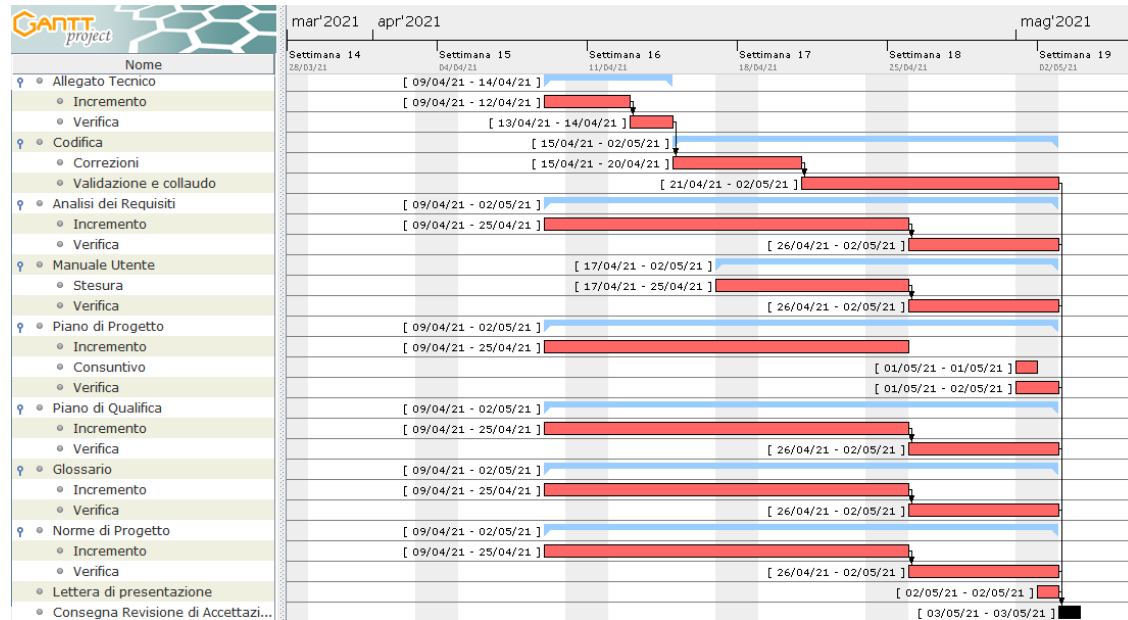 GANTT
project
mar'2021 apr'2021 mag'2021
Settimana 14 Settimana 15 Settimana 16 Settimana 17 Settimana 18 Settimana 19
28/03/21 04/04/21 11/04/21 18/04/21 25/04/21 02/05/21
Nome
Allegato Tecnico [ 09/04/21 - 14/04/21 ]
Incremento [ 09/04/21 - 12/04/21 ]
Verifica [ 13/04/21 - 14/04/21 ]
Codifica [ 15/04/21 - 02/05/21 ]
Correzioni [ 15/04/21 - 20/04/21 ]
Validazione e collaudo [ 21/04/21 - 02/05/21 ]
Analisi dei Requisiti [ 09/04/21 - 02/05/21 ]
Incremento [ 09/04/21 - 25/04/21 ]
Verifica [ 26/04/21 - 02/05/21 ]
Manuale Utente [ 17/04/21 - 02/05/21 ]
Stesura [ 17/04/21 - 25/04/21 ]
Verifica [ 26/04/21 - 02/05/21 ]
Piano di Progetto [ 09/04/21 - 02/05/21 ]
Incremento [ 09/04/21 - 25/04/21 ]
Consuntivo [ 01/05/21 - 01/05/21 ]
Verifica [ 01/05/21 - 02/05/21 ]
Piano di Qualifica [ 09/04/21 - 02/05/21 ]
Incremento [ 09/04/21 - 25/04/21 ]
Verifica [ 26/04/21 - 02/05/21 ]
Glossario [ 09/04/21 - 02/05/21 ]
Incremento [ 09/04/21 - 25/04/21 ]
Verifica [ 26/04/21 - 02/05/21 ]
Norme di Progetto [ 09/04/21 - 02/05/21 ]
Incremento [ 09/04/21 - 25/04/21 ]
Verifica [ 26/04/21 - 02/05/21 ]
Lettera di presentazione [ 02/05/21 - 02/05/21 ]
Consegna Revisione di Accettazi... [ 03/05/21 - 03/05/21 ]